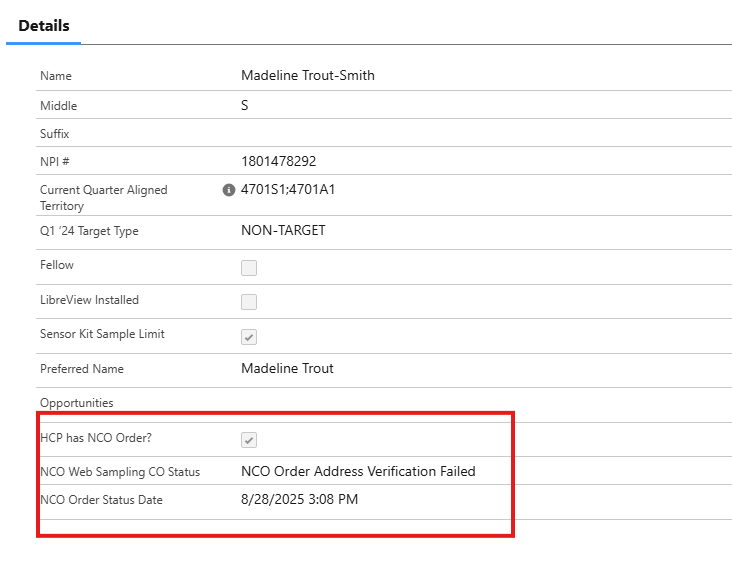 Details
Name Madeline Trout-Smith
Middle S
Suffix
NPI # 1801478292
Current Quarter Aligned Territory 4701S1;4701A1
Q1 ‘24 Target Type NON-TARGET
Fellow
LibreView Installed
Sensor Kit Sample Limit
Preferred Name Madeline Trout
Opportunities
HCP has NCO Order?
NCO Web Sampling CO Status NCO Order Address Verification Failed
NCO Order Status Date 8/28/2025 3:08 PM